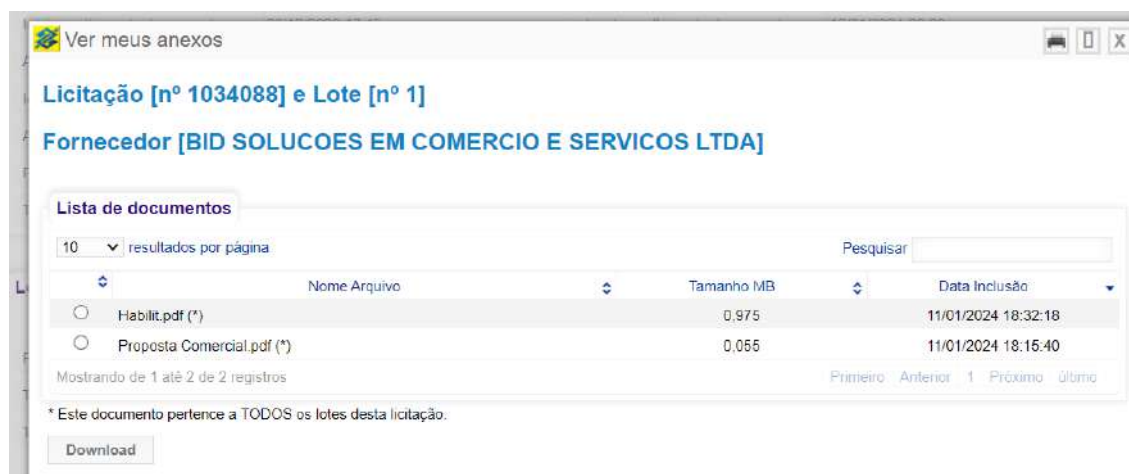 Ver meus anexos
X
Licitação [nº 1034088] e Lote [nº 1]
Fornecedor [BID SOLUCOES EM COMERCIO E SERVICOS LTDA]
Lista de documentos
10 resultados por página Pesquisar
Nome Arquivo Tamanho MB Data Inclusão
Habilit.pdf (*) 0,975 11/01/2024 18:32:18
Proposta Comercial.pdf (*) 0,055 11/01/2024 18:15:40
Mostrando de 1 até 2 de 2 registros Primeiro Anterior 1 Próximo último
* Este documento pertence a TODOS os lotes desta licitação.
Download